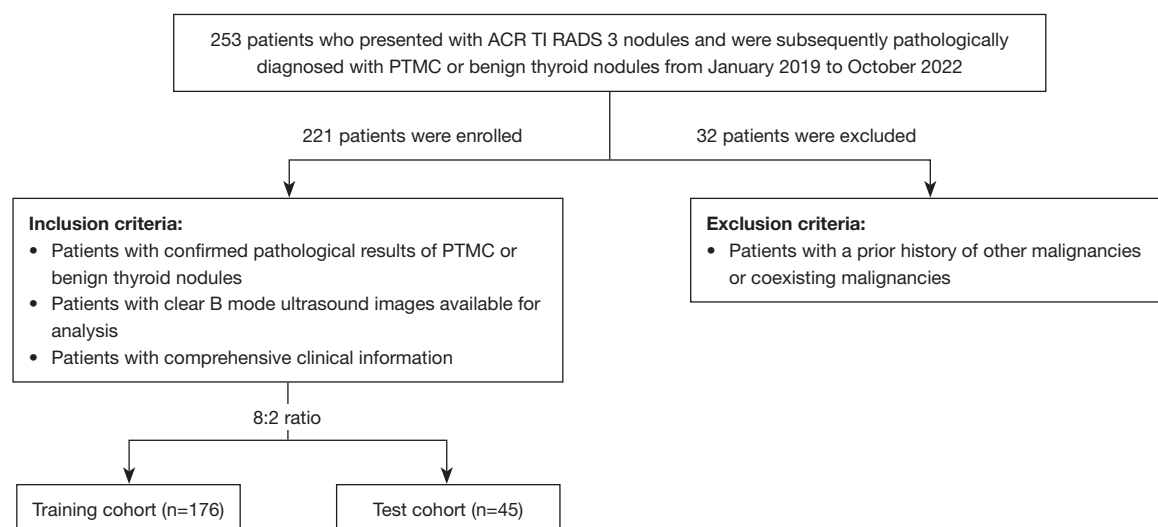 253 patients who presented with ACR TI RADS 3 nodules and were subsequently pathologically
diagnosed with PTMC or benign thyroid nodules from January 2019 to October 2022
221 patients were enrolled
32 patients were excluded
Inclusion criteria:
• Patients with confirmed pathological results of PTMC or
benign thyroid nodules
• Patients with clear B mode ultrasound images available for
analysis
• Patients with comprehensive clinical information
Exclusion criteria:
• Patients with a prior history of other malignancies
or coexisting malignancies
8:2 ratio
Training cohort (n=176)
Test cohort (n=45)